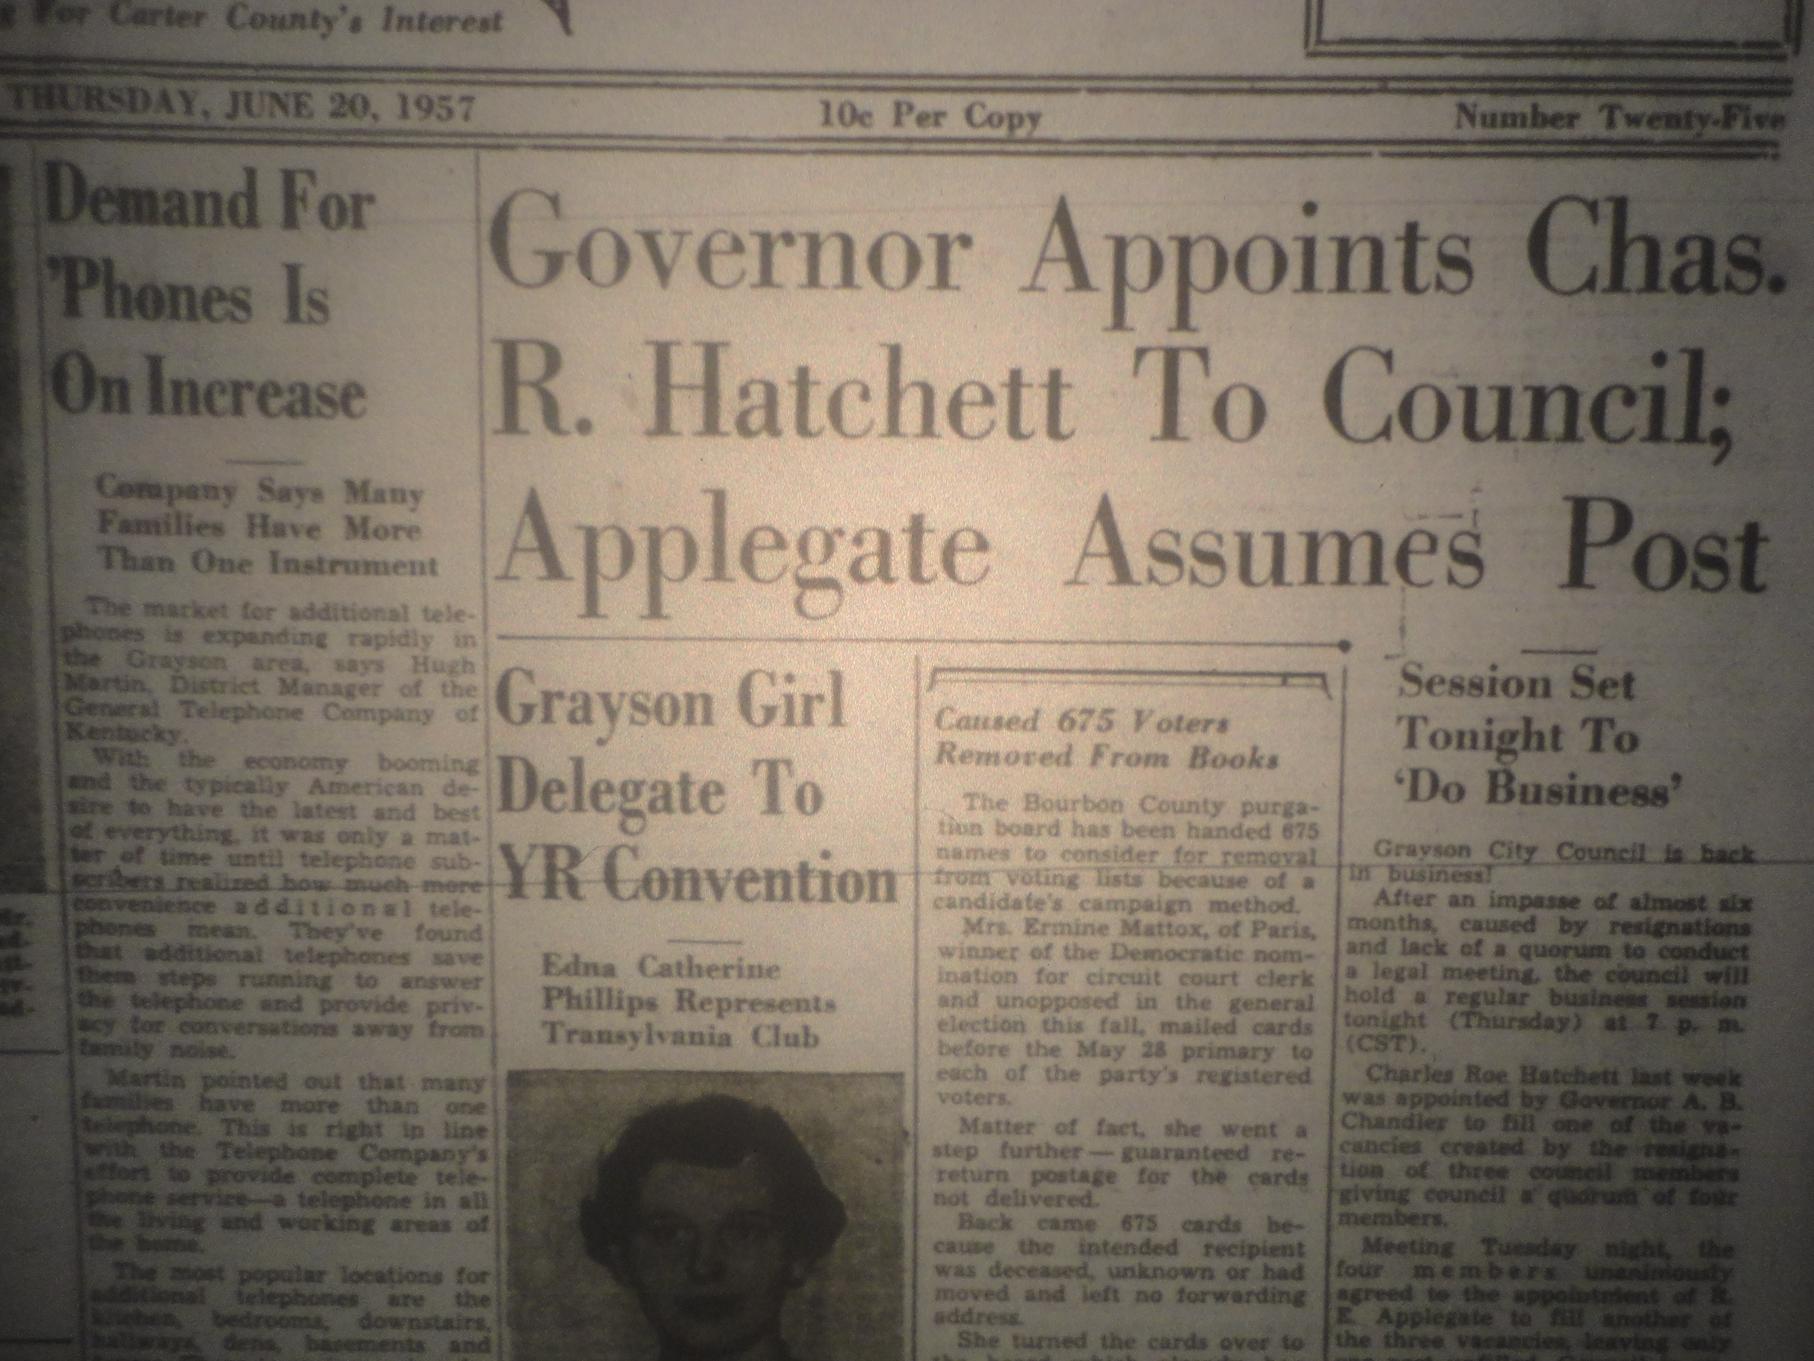 For Carter County's Interest
THURSDAY, JUNE 20, 1957
10c Per Copy
Number Twenty-Five
Demand For
'Phones Is
On Increase
Company Says Many
Families Have More
Than One Instrument
The market for additional tele-
phones is expanding rapidly in
the Grayson area, says Hugh
Martin, District Manager of the
General Telephone Company of
Kentucky.
With the economy booming
and the typically American de-
sire to have the latest and best
of everything, it was only a mat-
ter of time until telephone sub-
scribers realized how much more
convenience additional tele-
phones mean. They've found
that additional telephones save
them steps running to answer
the telephone and provide priv-
acy for conversations away from
family noise.
Martin pointed out that many
families have more than one
telephone. This is right in line
with the Telephone Company's
effort to provide complete tele-
phone service—a telephone in all
the living and working areas of
the home.
The most popular locations for
additional telephones are the
kitchen, bedrooms, downstairs,
hallways, dens, basements and
Governor Appoints Chas.
R. Hatchett To Council;
Applegate Assumes Post
Grayson Girl
Delegate To
YR Convention
Edna Catherine
Phillips Represents
Transylvania Club
Caused 675 Voters
Removed From Books
The Bourbon County purga-
tion board has been handed 675
names to consider for removal
from voting lists because of a
candidate's campaign method.
Mrs. Ermine Mattox, of Paris,
winner of the Democratic nom-
ination for circuit court clerk
and unopposed in the general
election this fall, mailed cards
before the May 28 primary to
each of the party's registered
voters.
Matter of fact, she went a
step further — guaranteed re-
return postage for the cards
not delivered.
Back came 675 cards be-
cause the intended recipient
was deceased, unknown or had
moved and left no forwarding
address.
She turned the cards over to
Session Set
Tonight To
'Do Business'
Grayson City Council is back
in business!
After an impasse of almost six
months, caused by resignations
and lack of a quorum to conduct
a legal meeting, the council will
hold a regular business session
tonight (Thursday) at 7 p. m.
(CST).
Charles Roe Hatchett last week
was appointed by Governor A. B.
Chandler to fill one of the va-
cancies created by the resigna-
tion of three council members
giving council a quorum of four
members.
Meeting Tuesday night, the
four members unanimously
agreed to the appointment of R.
E. Applegate to fill another of
the three vacancies, leaving only